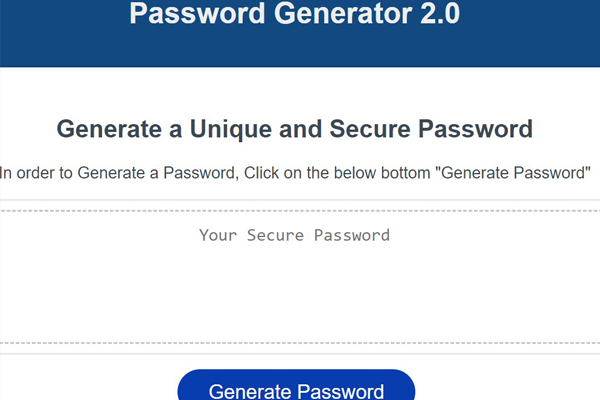 Password Generator 2.0
Generate a Unique and Secure Password
In order to Generate a Password, Click on the below bottom "Generate Password"
Your Secure Password
Generate Password